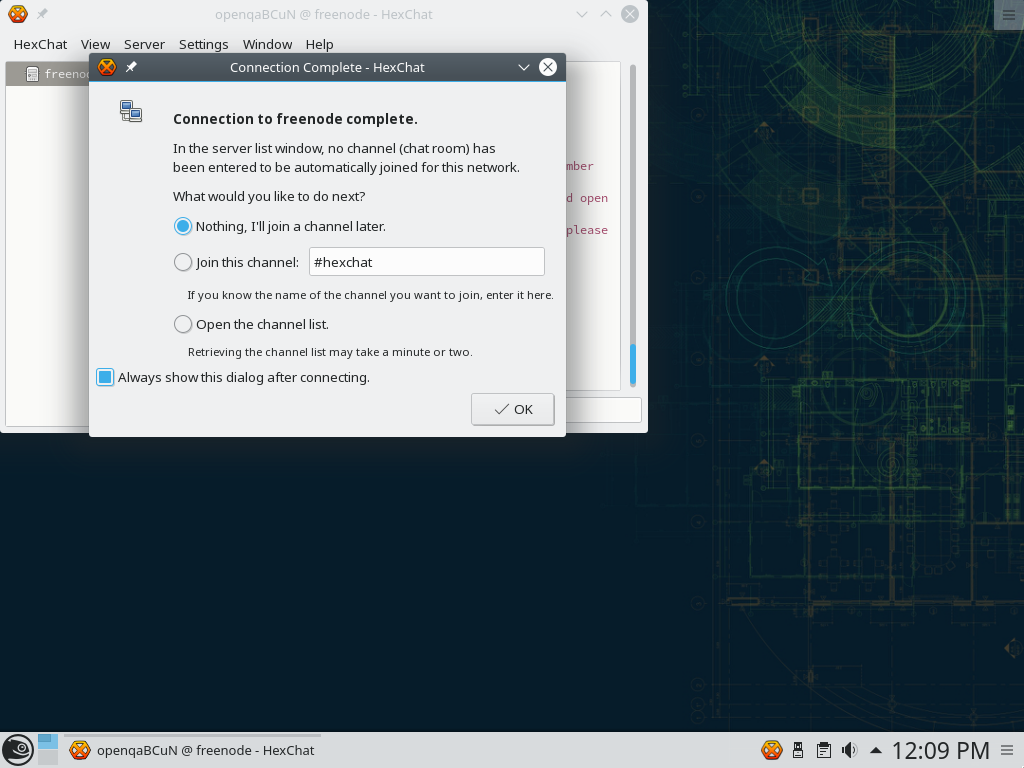 openqaBCuN @ freenode - HexChat
HexChat View Server Settings Window Help
Connection Complete - HexChat
Connection to freenode complete.
In the server list window, no channel (chat room) has
been entered to be automatically joined for this network.
What would you like to do next?
Nothing, I'll join a channel later.
Join this channel: #hexchat
If you know the name of the channel you want to join, enter it here.
Open the channel list.
Retrieving the channel list may take a minute or two.
Always show this dialog after connecting.
OK
open
please
openqaBCuN @ freenode - HexChat
12:09 PM